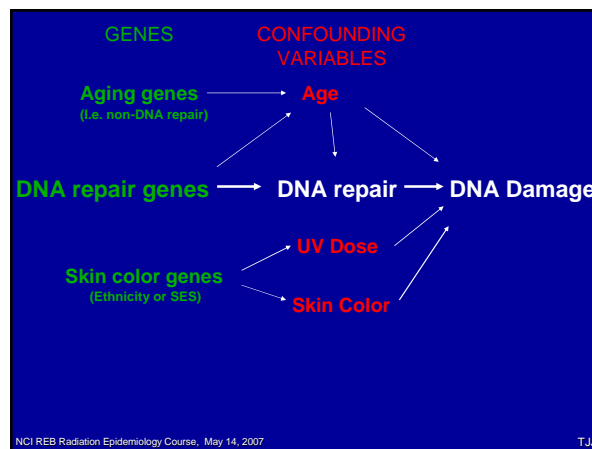 GENES
CONFOUNDING
VARIABLES
Aging genes
(I.e. non-DNA repair)
Age
DNA repair genes
DNA repair
DNA Damage
UV Dose
Skin color genes
(Ethnicity or SES)
Skin Color
NCI REB Radiation Epidemiology Course, May 14, 2007
TJ